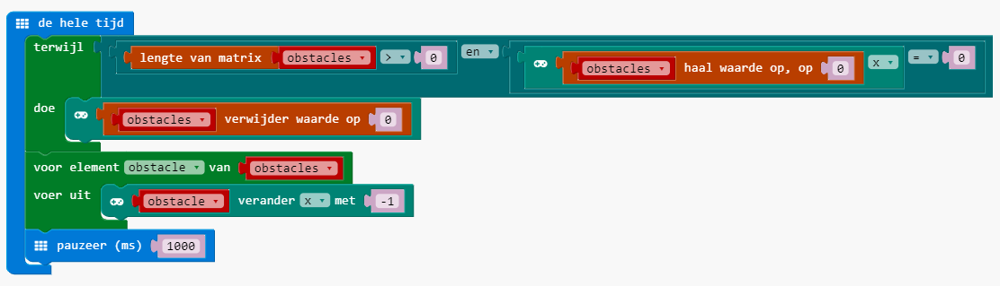 de hele tijd
terwijl lengte van matrix obstacles > 0 en obstacles haal waarde op, op 0 x = 0
doe obstacles verwijder waarde op 0
voor element obstacle van obstacles
voer uit obstacle verander x met -1
pauzeer (ms) 1000